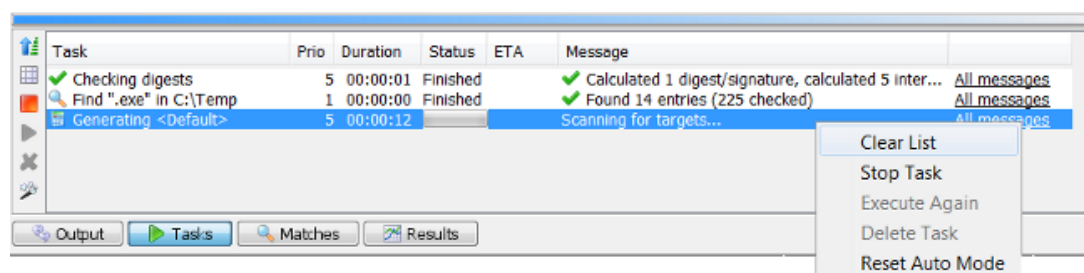 Task Prio Duration Status ETA Message
Checking digests 5 00:00:01 Finished Calculated 1 digest/signature, calculated 5 inter... All messages
Find ".exe" in C:\Temp 1 00:00:00 Finished Found 14 entries (225 checked) All messages
Generating <Default> 5 00:00:12 Scanning for targets... All messages
Clear List
Stop Task
Execute Again
Delete Task
Reset Auto Mode
Output Tasks Matches Results